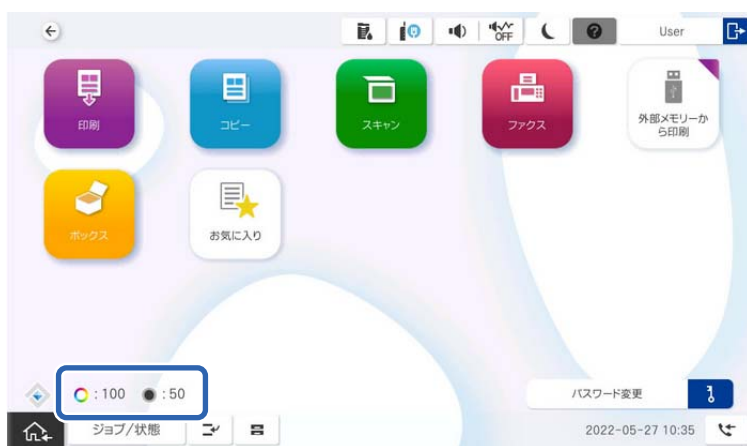 OFF
?
User
印刷
コピー
スキャン
ファクス
外部メモリーか
ら印刷
ボックス
お気に入り
: 100
: 50
パスワード変更
ジョブ/状態
2022-05-27 10:35